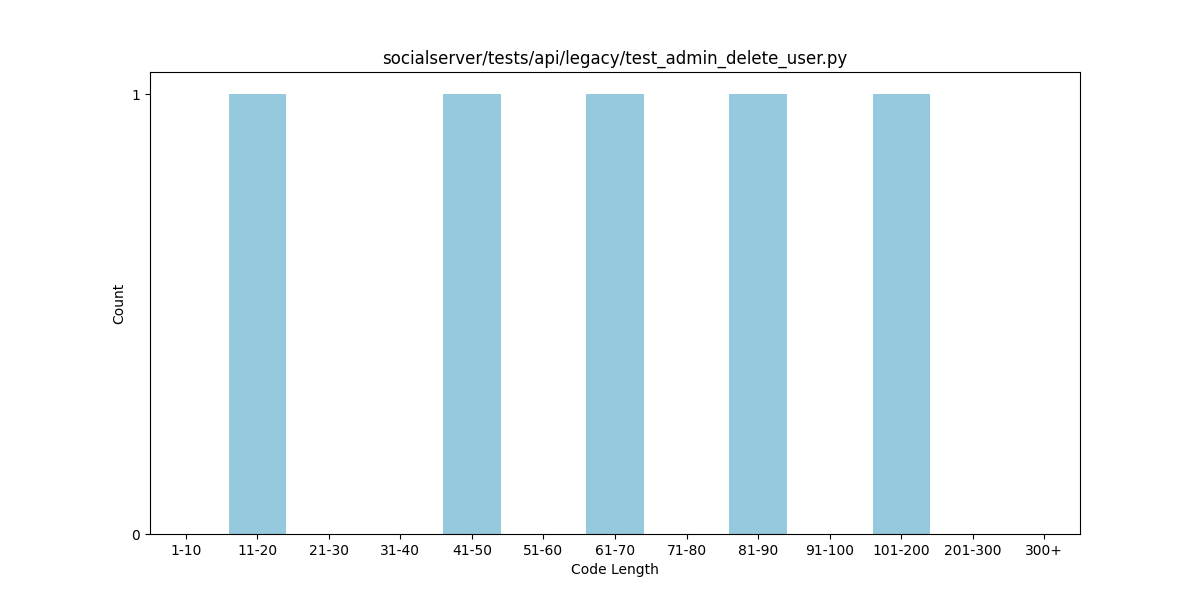 socialserver/tests/api/legacy/test_admin_delete_user.py
1
Count
0
1-10 11-20 21-30 31-40 41-50 51-60 61-70 71-80 81-90 91-100 101-200 201-300 300+
Code Length